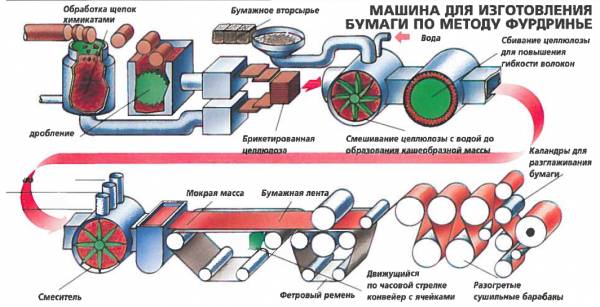 МАШИНА ДЛЯ ИЗГОТОВЛЕНИЯ
БУМАГИ ПО МЕТОДУ ФУРДРИНЬЕ
Обработка щепок
химикатами
Бумажное вторсырье
Вода
Сбивание целлюлозы
для повышения
гибкости волокон
дробление
Брикетированная
целлюлоза
Смешивание целлюлозы с водой до
образования кашеобразной массы
Каландры для
разглаживания
бумаги
Мокрая масса
Бумажная лента
Смеситель
Фетровый ремень
Движущийся
по часовой стрелке
конвейер с ячейками
Разогретые
сушильные барабаны